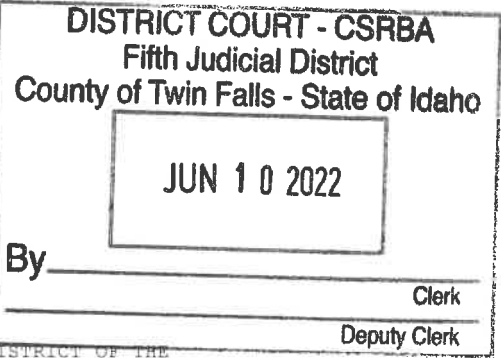 DISTRICT COURT - CSRBA
Fifth Judicial District
County of Twin Falls - State of Idaho
JUN 10 2022
By
Clerk
Deputy Clerk
DISTRICT OF THE